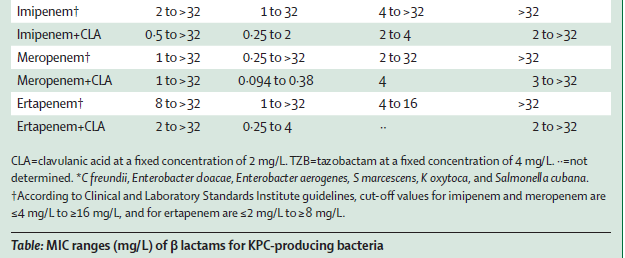 Imipenem† 2 to >32 1 to 32 4 to >32 >32
Imipenem+CLA 0·5 to >32 0·25 to 2 2 to 4 2 to >32
Meropenem† 1 to >32 0·25 to >32 2 to 32 >32
Meropenem+CLA 1 to >32 0·094 to 0·38 4 3 to >32
Ertapenem† 8 to >32 1 to >32 4 to 16 >32
Ertapenem+CLA 2 to >32 0·25 to 4 ·· 2 to >32
CLA=clavulanic acid at a fixed concentration of 2 mg/L. TZB=tazobactam at a fixed concentration of 4 mg/L. ··=not
determined. *C freundii, Enterobacter doacae, Enterobacter aerogenes, S marcescens, K oxytoca, and Salmonella cubana.
†According to Clinical and Laboratory Standards Institute guidelines, cut-off values for imipenem and meropenem are
≤4 mg/L to ≥16 mg/L, and for ertapenem are ≤2 mg/L to ≥8 mg/L.
Table: MIC ranges (mg/L) of β lactams for KPC-producing bacteria